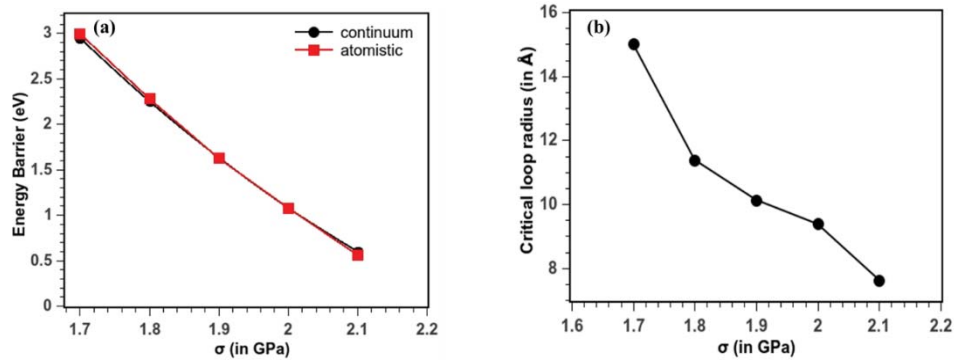 (a)
continuum
atomistic
Energy Barrier (eV)
3
2.5
2
1.5
1
0.5
0
1.7 1.8 1.9 2 2.1 2.2
σ (in GPa)
(b)
Critical loop radius (in Å)
16
14
12
10
8
1.6 1.7 1.8 1.9 2 2.1 2.2
σ (in GPa)